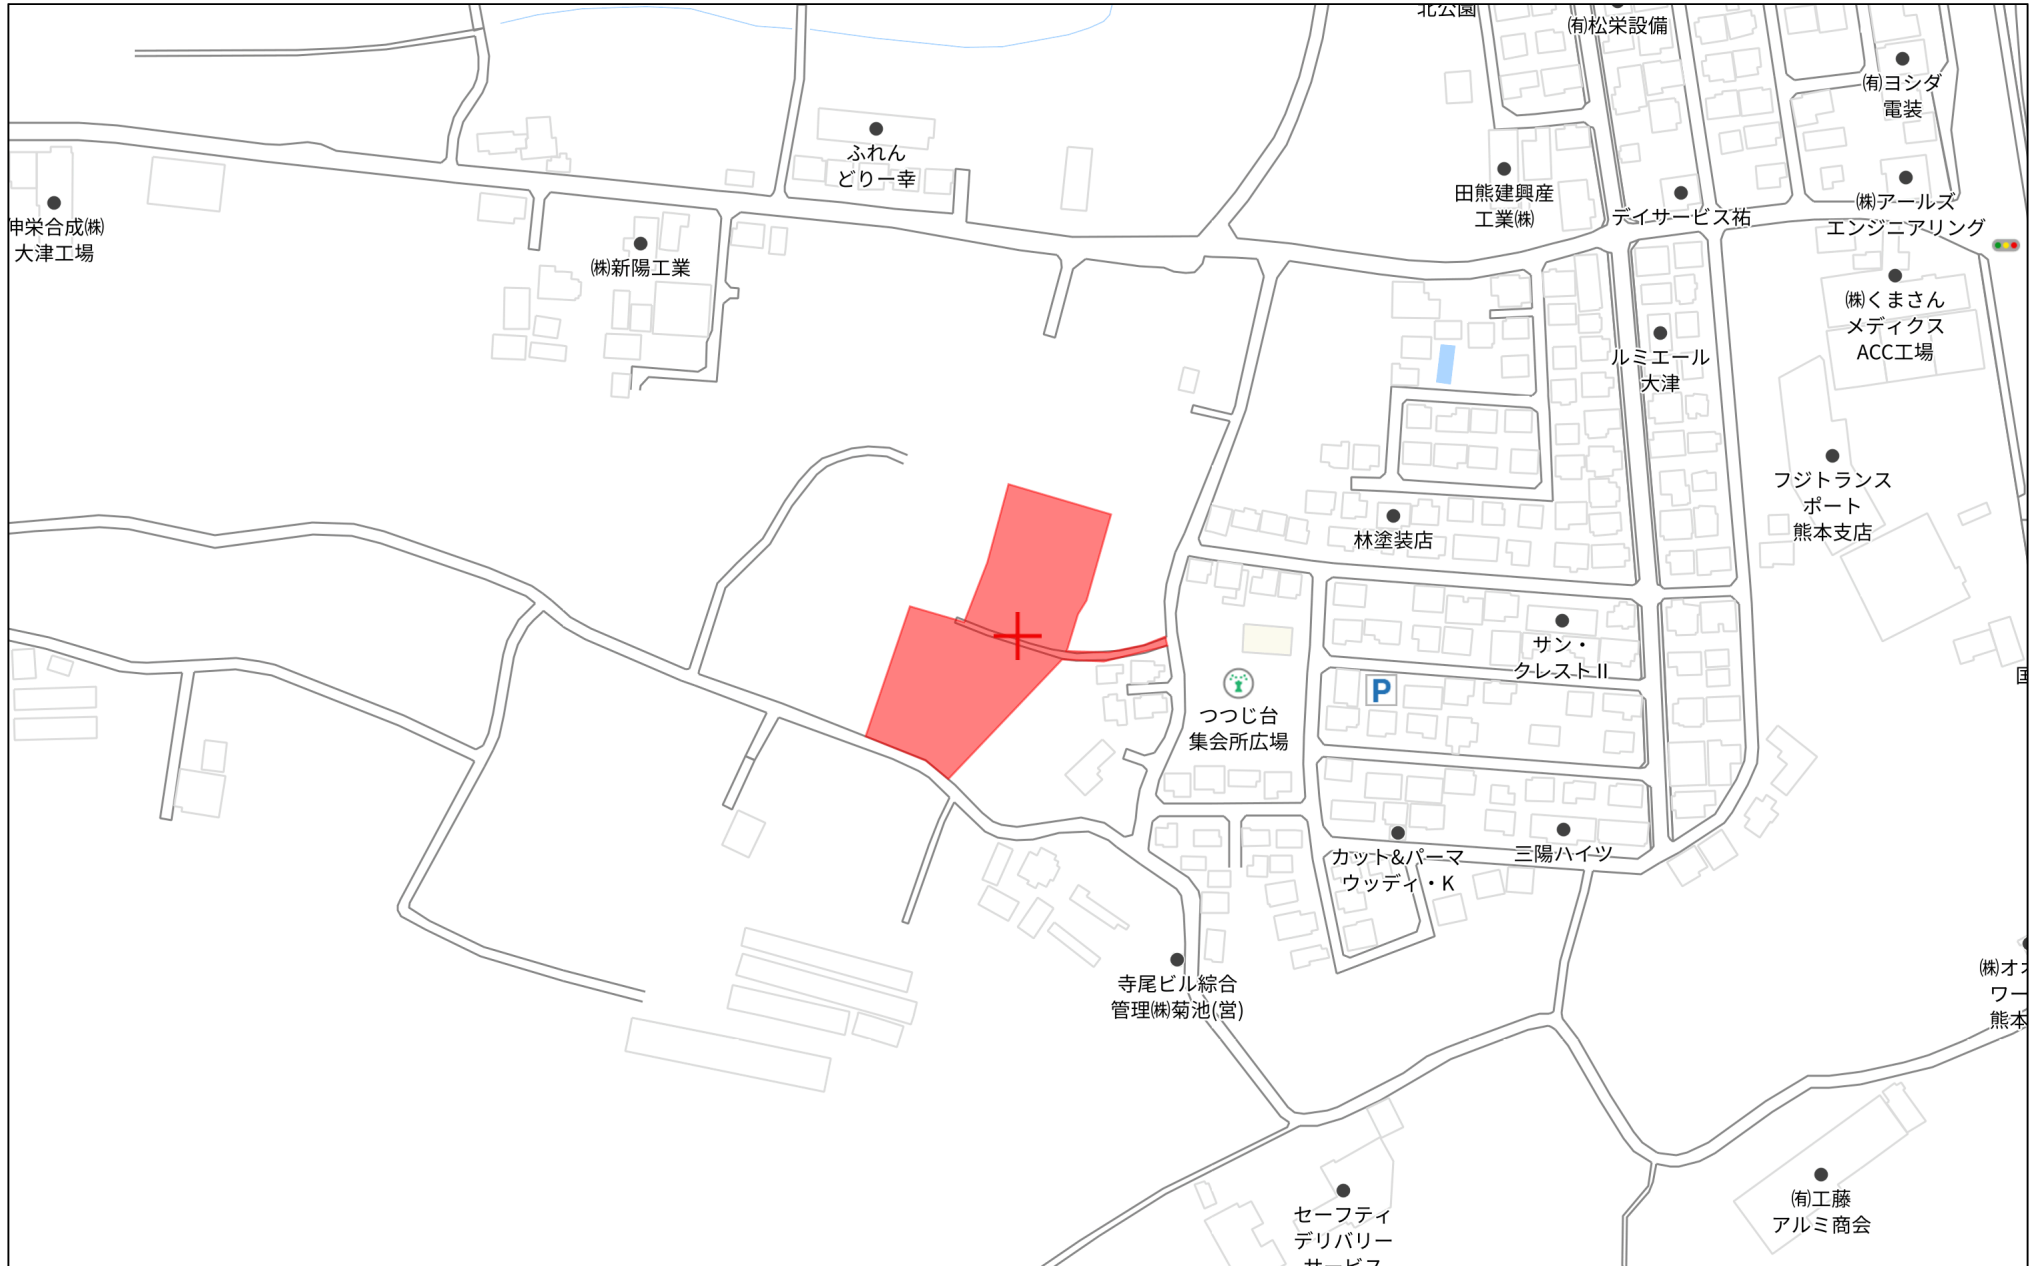 北公園
㈲松栄設備
㈲ヨシダ
電装
ふれん
どりー幸
田熊建興産
工業㈱
デイサービス祐
㈱アールズ
エンジニアリング
伸栄合成㈱
大津工場
㈱新陽工業
㈱くまさん
メディクス
ACC工場
ルミエール
大津
フジトランス
ポート
熊本支店
林塗装店
サン・
クレストⅡ
P
つつじ台
集会所広場
カット&パーマ
ウッディ・K
三陽ハイツ
寺尾ビル綜合
管理㈱菊池(営)
㈱オオ
ワー
熊本
セーフティ
デリバリー
サービス
㈲工藤
アルミ商会